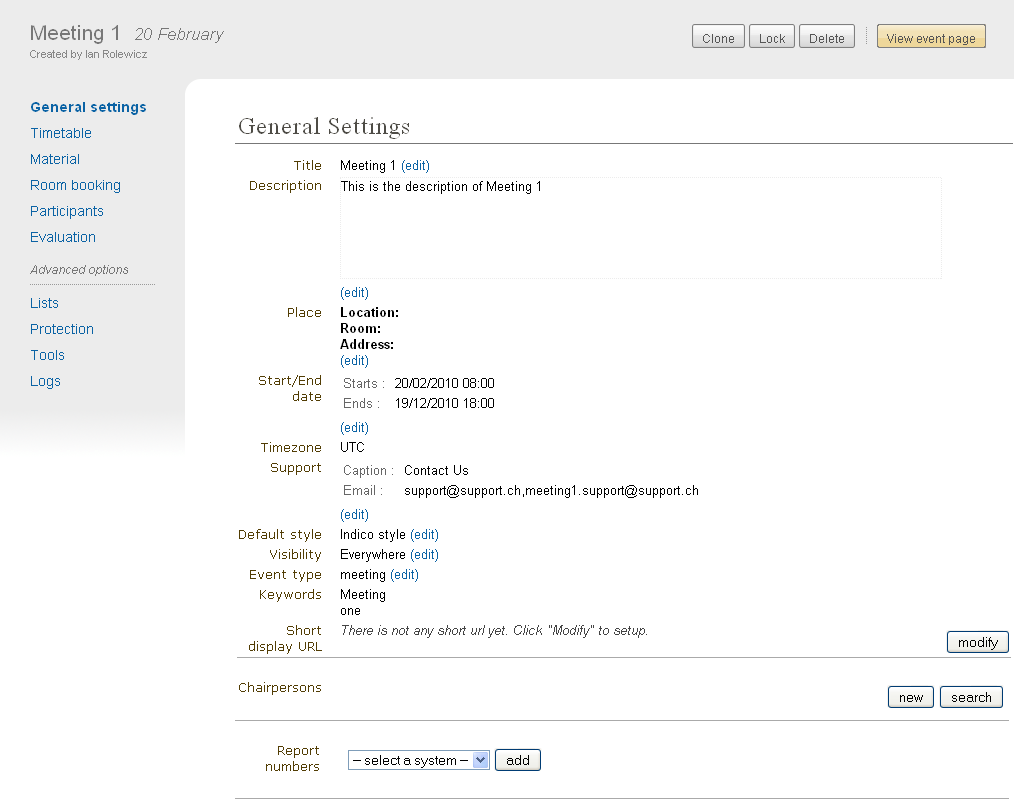 Meeting 1 20 February
Created by Ian Rolewicz
Clone Lock Delete View event page
General settings
Timetable
Material
Room booking
Participants
Evaluation
Advanced options
Lists
Protection
Tools
Logs
General Settings
Title Meeting 1 (edit)
Description This is the description of Meeting 1
(edit)
Place Location:
Room:
Address:
(edit)
Start/End date Starts : 20/02/2010 08:00
Ends : 19/12/2010 18:00
(edit)
Timezone UTC
Support Caption : Contact Us
Email : support@support.ch,meeting1.support@support.ch
(edit)
Default style Indico style (edit)
Visibility Everywhere (edit)
Event type meeting (edit)
Keywords Meeting
one
Short display URL There is not any short url yet. Click "Modify" to setup.
modify
Chairpersons new search
Report numbers -- select a system -- add